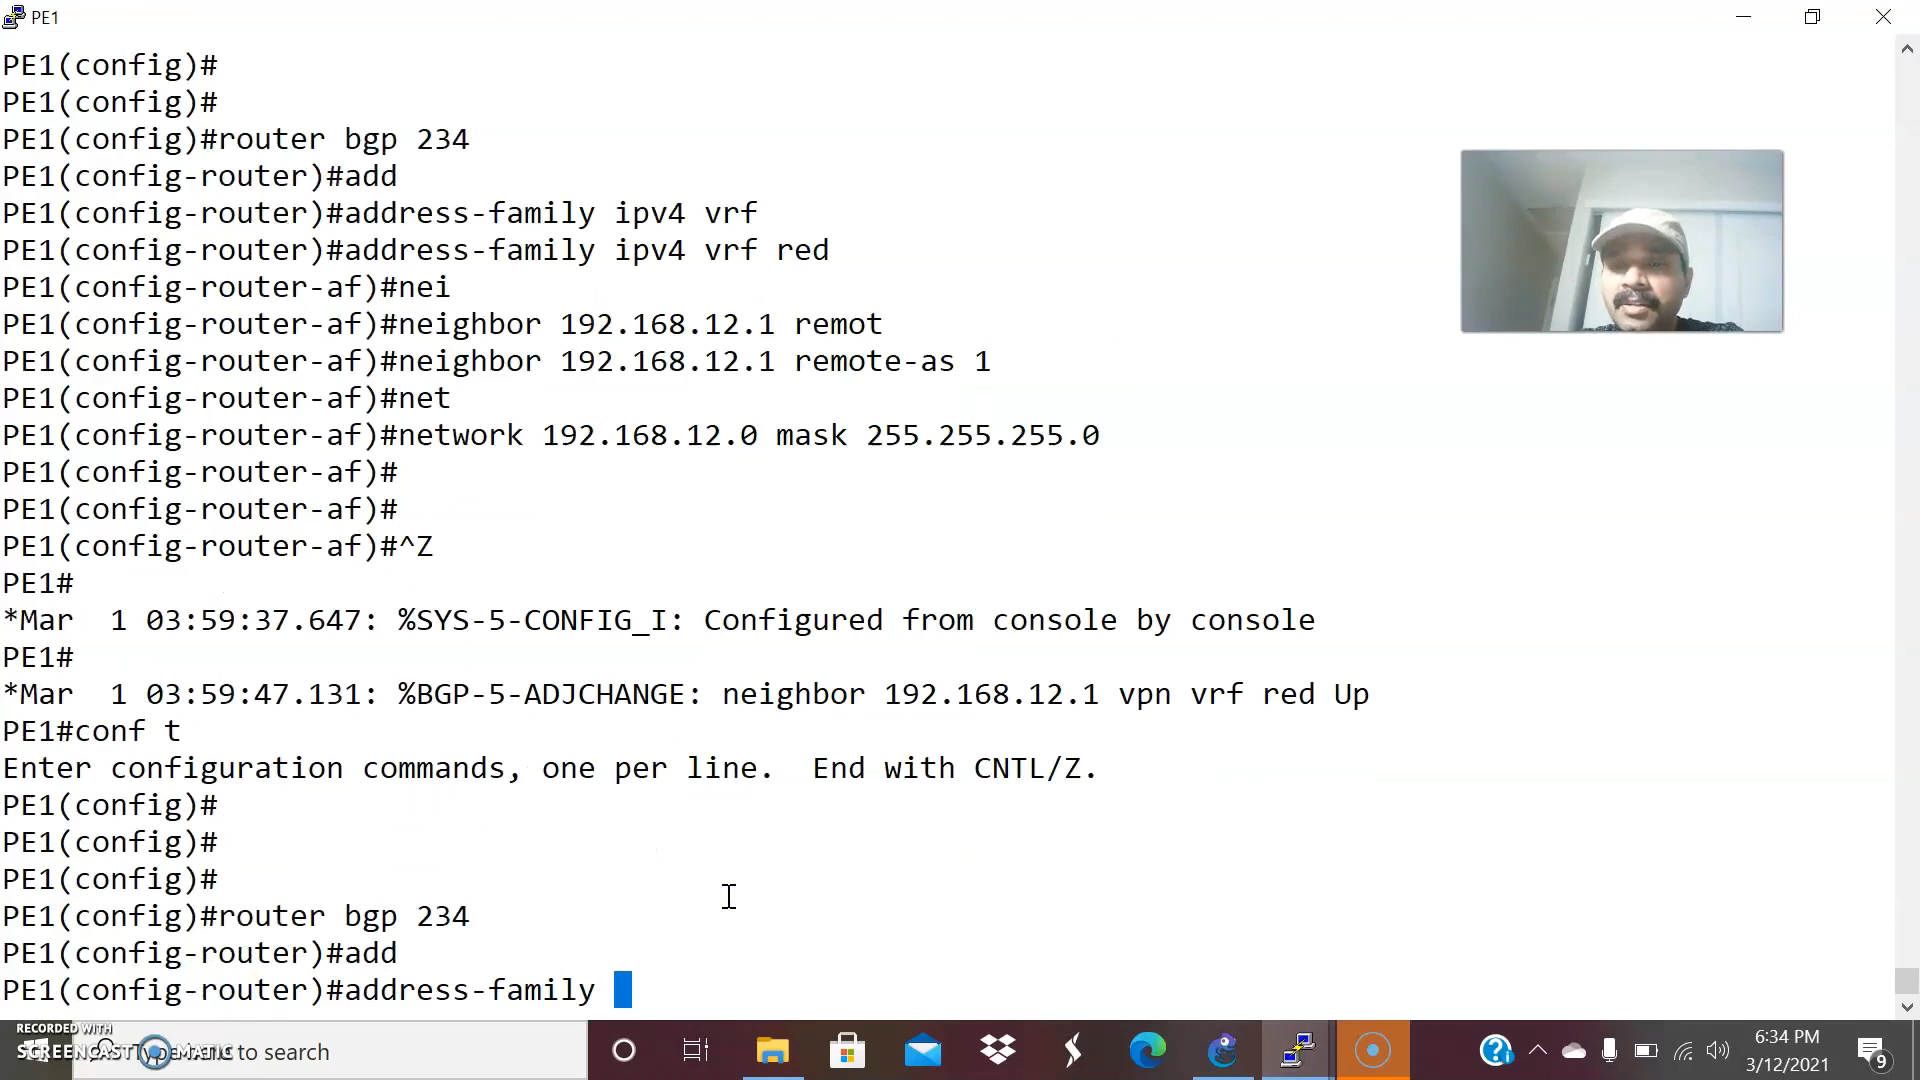 PE1
PE1(config)#
PE1(config)#
PE1(config)#router bgp 234
PE1(config-router)#add
PE1(config-router)#address-family ipv4 vrf
PE1(config-router)#address-family ipv4 vrf red
PE1(config-router-af)#nei
PE1(config-router-af)#neighbor 192.168.12.1 remot
PE1(config-router-af)#neighbor 192.168.12.1 remote-as 1
PE1(config-router-af)#net
PE1(config-router-af)#network 192.168.12.0 mask 255.255.255.0
PE1(config-router-af)#
PE1(config-router-af)#
PE1(config-router-af)#^Z
PE1#
*Mar  1 03:59:37.647: %SYS-5-CONFIG_I: Configured from console by console
PE1#
*Mar  1 03:59:47.131: %BGP-5-ADJCHANGE: neighbor 192.168.12.1 vpn vrf red Up
PE1#conf t
Enter configuration commands, one per line.  End with CNTL/Z.
PE1(config)#
PE1(config)#
PE1(config)#
PE1(config)#router bgp 234
PE1(config-router)#add
PE1(config-router)#address-family
RECORDED WITH
SCREENCAST MATIC
to search
6:34 PM
3/12/2021
9